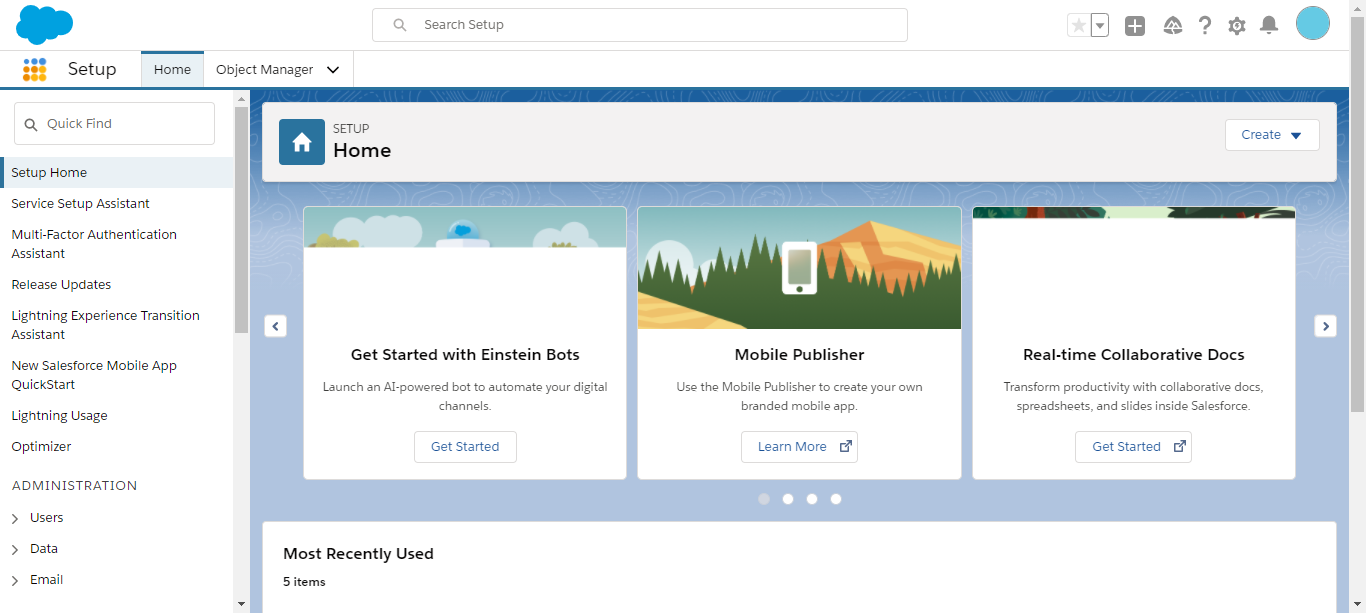 Search Setup
Setup
Home
Object Manager
Quick Find
Setup Home
Service Setup Assistant
Multi-Factor Authentication
Assistant
Release Updates
Lightning Experience Transition
Assistant
New Salesforce Mobile App
QuickStart
Lightning Usage
Optimizer
ADMINISTRATION
Users
Data
Email
SETUP
Home
Create
Get Started with Einstein Bots
Launch an AI-powered bot to automate your digital
channels.
Get Started
Mobile Publisher
Use the Mobile Publisher to create your own
branded mobile app.
Learn More
Real-time Collaborative Docs
Transform productivity with collaborative docs,
spreadsheets, and slides inside Salesforce.
Get Started
Most Recently Used
5 items